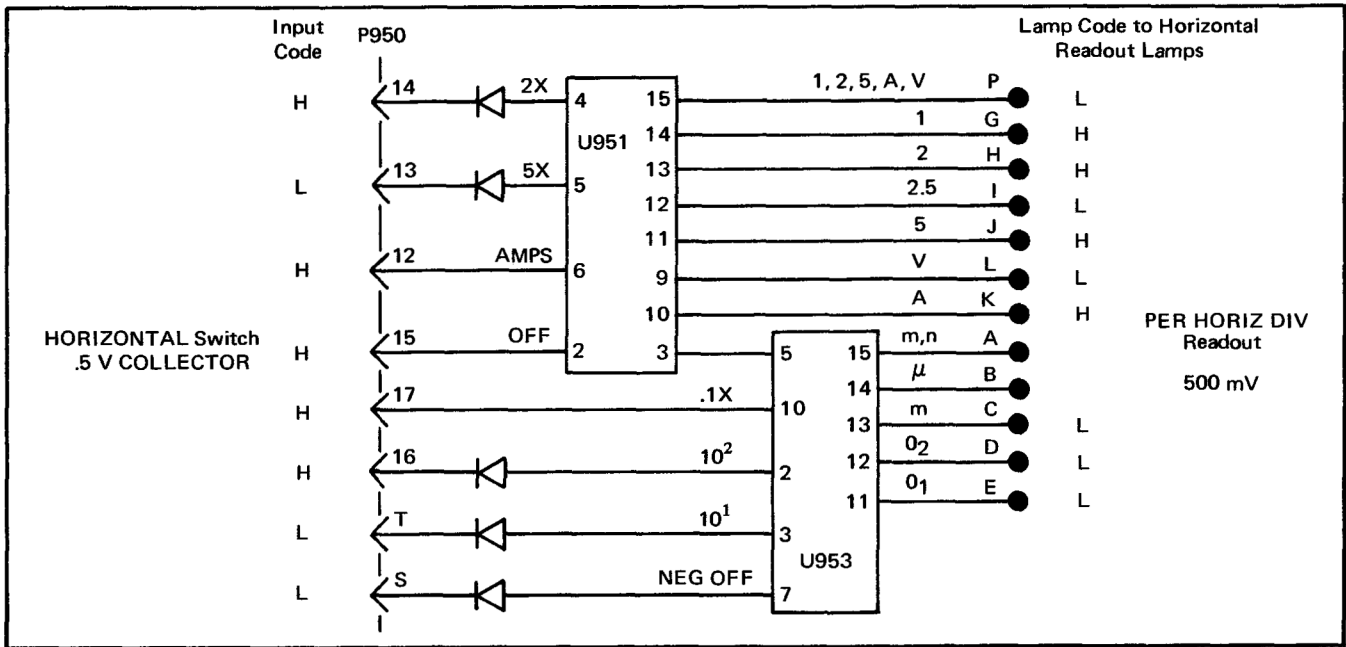 Input Code
P950
Lamp Code to Horizontal Readout Lamps
H 14 2X 4 U951 15 1, 2, 5, A, V P L
14 1 G H
13 2 H H
L 13 5X 5 12 2.5 I L
11 5 J H
H 12 AMPS 6 9 V L L
10 A K H
HORIZONTAL Switch .5 V COLLECTOR
PER HORIZ DIV Readout
500 mV
H 15 OFF 2 3 5 15 m,n A
14 μ B
H 17 .1X 10 13 m C L
H 16 10² 2 12 0₂ D L
11 0₁ E L
L T 10¹ 3
U953
L S NEG OFF 7